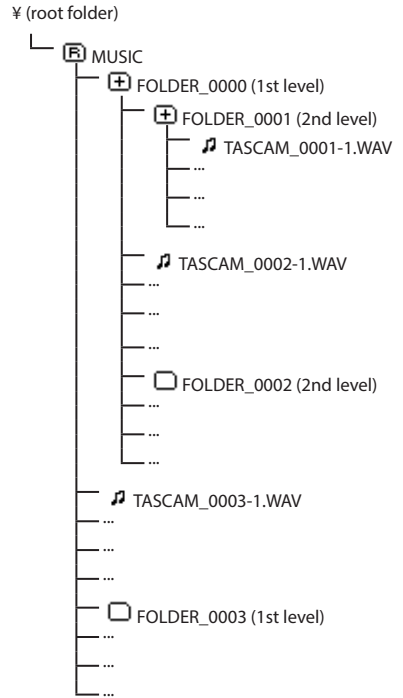 ¥ (root folder)
R MUSIC
FOLDER_0000 (1st level)
FOLDER_0001 (2nd level)
TASCAM_0001-1.WAV
...
...
...
TASCAM_0002-1.WAV
...
...
...
FOLDER_0002 (2nd level)
...
...
...
TASCAM_0003-1.WAV
...
...
...
FOLDER_0003 (1st level)
...
...
...